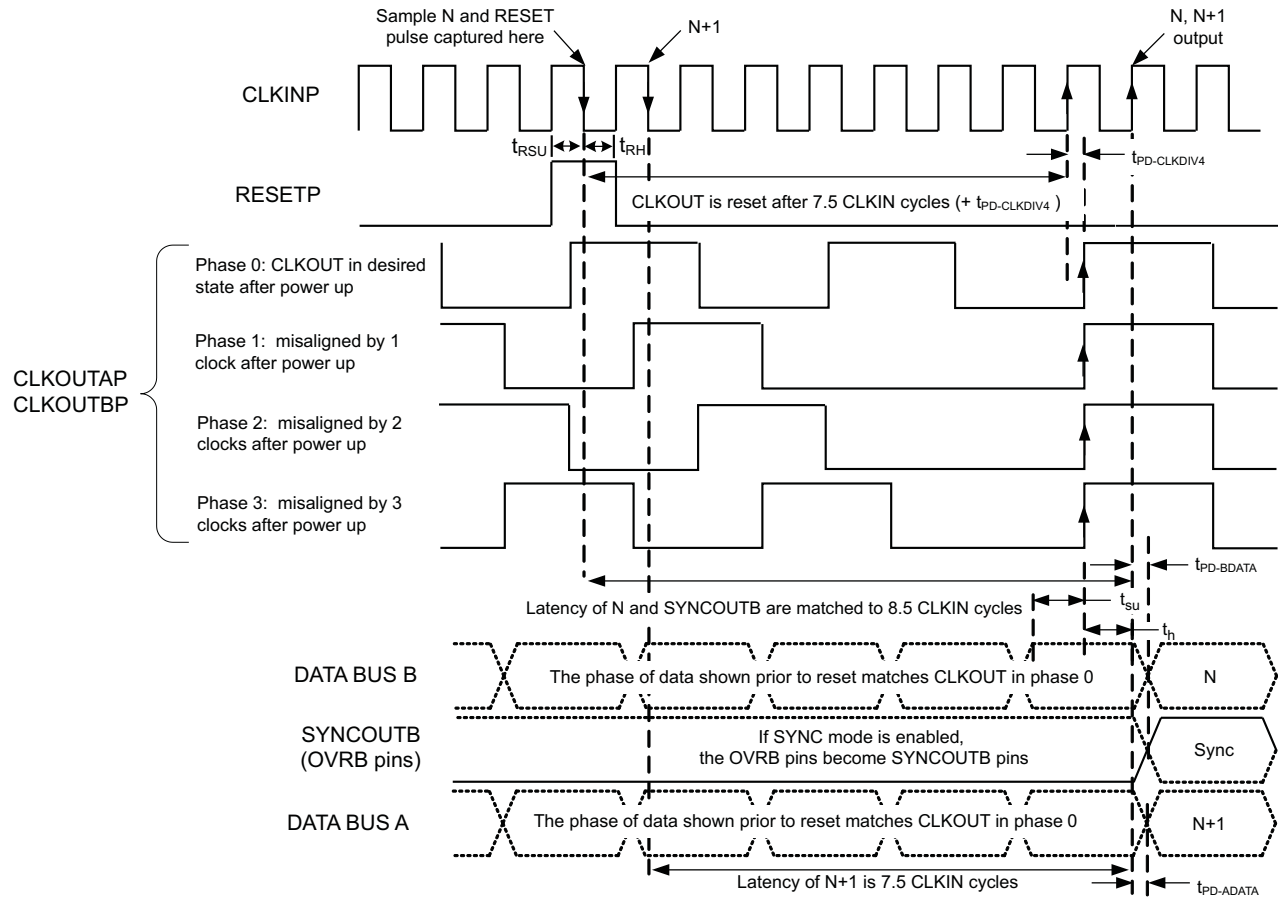 Sample N and RESET
pulse captured here
N+1
N, N+1
output
CLKINP
tRSU
tRH
tPD-CLKDIV4
RESETP
CLKOUT is reset after 7.5 CLKIN cycles (+ tPD-CLKDIV4 )
Phase 0: CLKOUT in desired
state after power up
Phase 1: misaligned by 1
clock after power up
CLKOUTAP
CLKOUTBP
Phase 2: misaligned by 2
clocks after power up
Phase 3: misaligned by 3
clocks after power up
tPD-BDATA
Latency of N and SYNCOUTB are matched to 8.5 CLKIN cycles
tsu
th
DATA BUS B
The phase of data shown prior to reset matches CLKOUT in phase 0
N
SYNCOUTB
(OVRB pins)
If SYNC mode is enabled,
the OVRB pins become SYNCOUTB pins
Sync
DATA BUS A
The phase of data shown prior to reset matches CLKOUT in phase 0
N+1
Latency of N+1 is 7.5 CLKIN cycles
tPD-ADATA